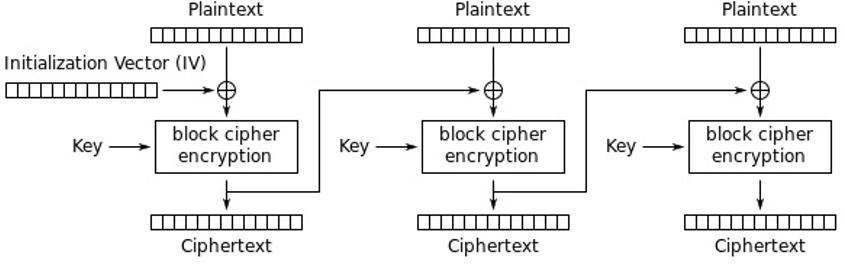 Plaintext
Plaintext
Plaintext
Initialization Vector (IV)
Key
block cipher
encryption
Key
block cipher
encryption
Key
block cipher
encryption
Ciphertext
Ciphertext
Ciphertext